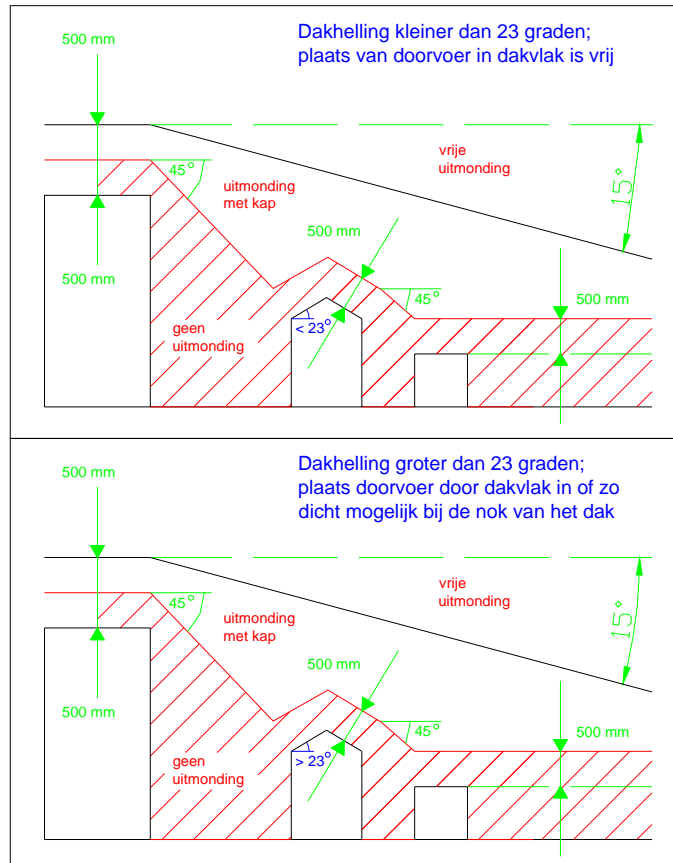 Dakhelling kleiner dan 23 graden;
plaats van doorvoer in dakvlak is vrij
500 mm
vrije
uitmonding
45°
15°
uitmonding
met kap
500 mm
500 mm
45°
500 mm
geen
uitmonding
< 23°
Dakhelling groter dan 23 graden;
plaats doorvoer door dakvlak in of zo
dicht mogelijk bij de nok van het dak
500 mm
vrije
uitmonding
45°
15°
uitmonding
met kap
500 mm
500 mm
45°
500 mm
geen
uitmonding
> 23°